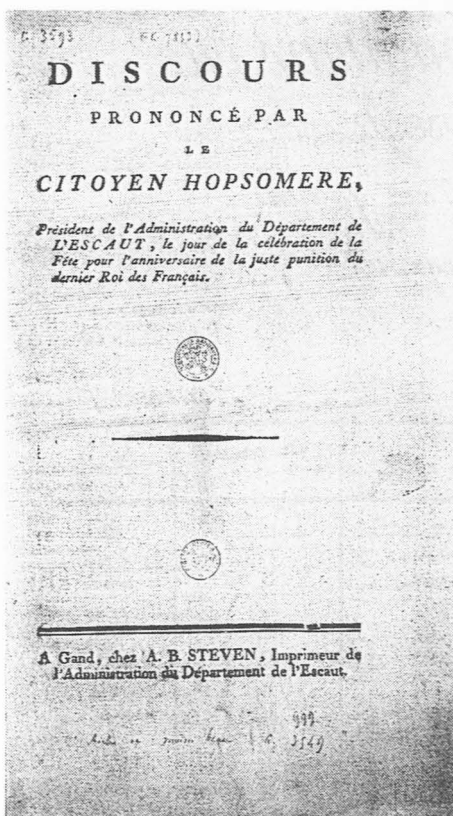 DISCOURS
PRONONCÉ PAR
LE
CITOYEN HOPSOMERE,
Président de l'Administration du Département de
L'ESCAUT, le jour de la célébration de la
Fête pour l'anniversaire de la juste punition du
dernier Roi des Français.
A Gand, chez A. B. STEVEN, Imprimeur de
l'Administration du Département de l'Escaut.
999
3549